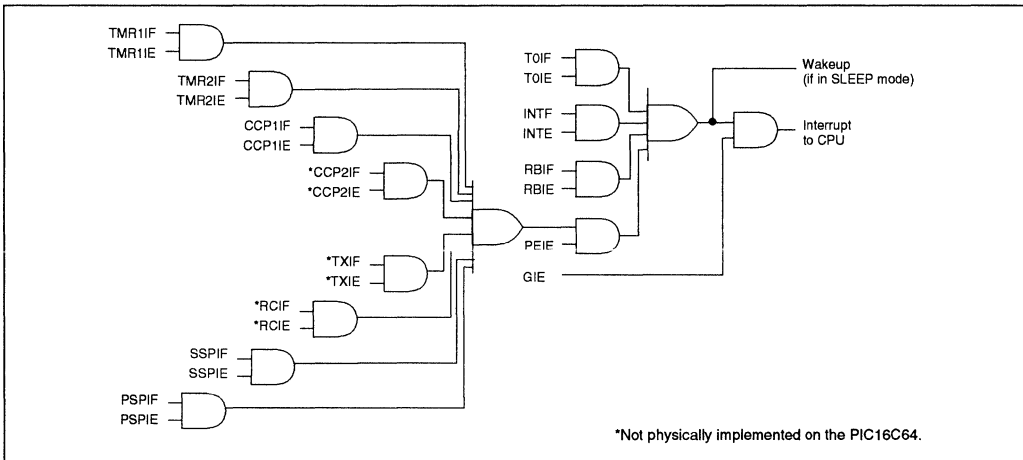 TMR1IF
TMR1IE
TMR2IF
TMR2IE
CCP1IF
CCP1IE
*CCP2IF
*CCP2IE
*TXIF
*TXIE
*RCIF
*RCIE
SSPIF
SSPIE
PSPIF
PSPIE
T0IF
T0IE
INTF
INTE
RBIF
RBIE
PEIE
GIE
Wakeup
(if in SLEEP mode)
Interrupt
to CPU
*Not physically implemented on the PIC16C64.